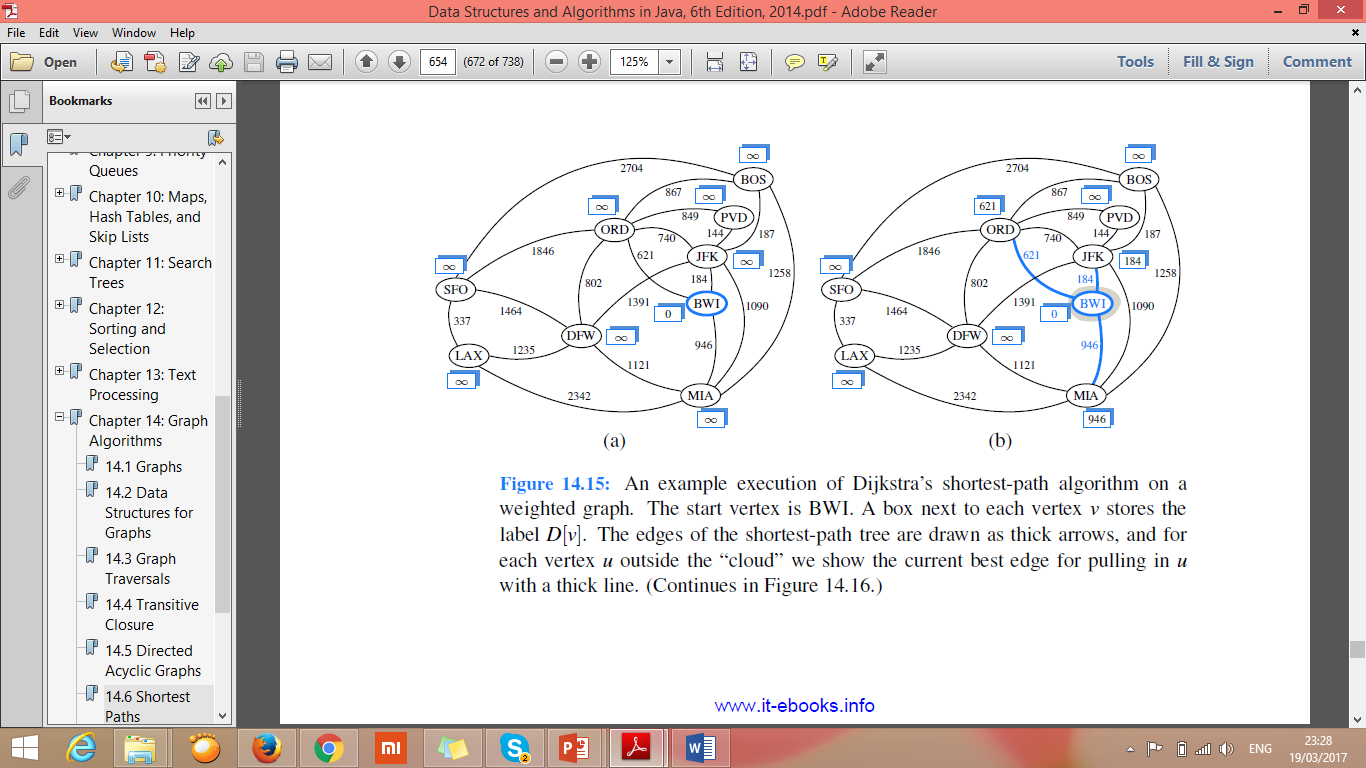 Data Structures and Algorithms in Java, 6th Edition, 2014.pdf - Adobe Reader
File Edit View Window Help
Open 654 (672 of 738) 125% Tools Fill & Sign Comment
Bookmarks
Chapter 9: Priority
Queues
Chapter 10: Maps,
Hash Tables, and
Skip Lists
Chapter 11: Search
Trees
Chapter 12:
Sorting and
Selection
Chapter 13: Text
Processing
Chapter 14: Graph
Algorithms
14.1 Graphs
14.2 Data
Structures for
Graphs
14.3 Graph
Traversals
14.4 Transitive
Closure
14.5 Directed
Acyclic Graphs
14.6 Shortest
Paths
∞
2704
BOS
867
∞
∞
849
PVD
ORD
144
187
740
1846
621
JFK
∞
∞
1258
802
184
SFO
1391
BWI
0
1464
1090
337
DFW
∞
946
1235
LAX
1121
∞
2342
MIA
∞
(a)
∞
2704
BOS
867
∞
621
849
PVD
ORD
144
187
740
1846
621
JFK
184
∞
1258
802
184
SFO
1391
BWI
0
1464
1090
337
DFW
∞
946
1235
LAX
1121
∞
2342
MIA
946
(b)
Figure 14.15: An example execution of Dijkstra’s shortest-path algorithm on a
weighted graph. The start vertex is BWI. A box next to each vertex v stores the
label D[v]. The edges of the shortest-path tree are drawn as thick arrows, and for
each vertex u outside the “cloud” we show the current best edge for pulling in u
with a thick line. (Continues in Figure 14.16.)
www.it-ebooks.info
mi
S 2
P
W
ENG
23:28
19/03/2017